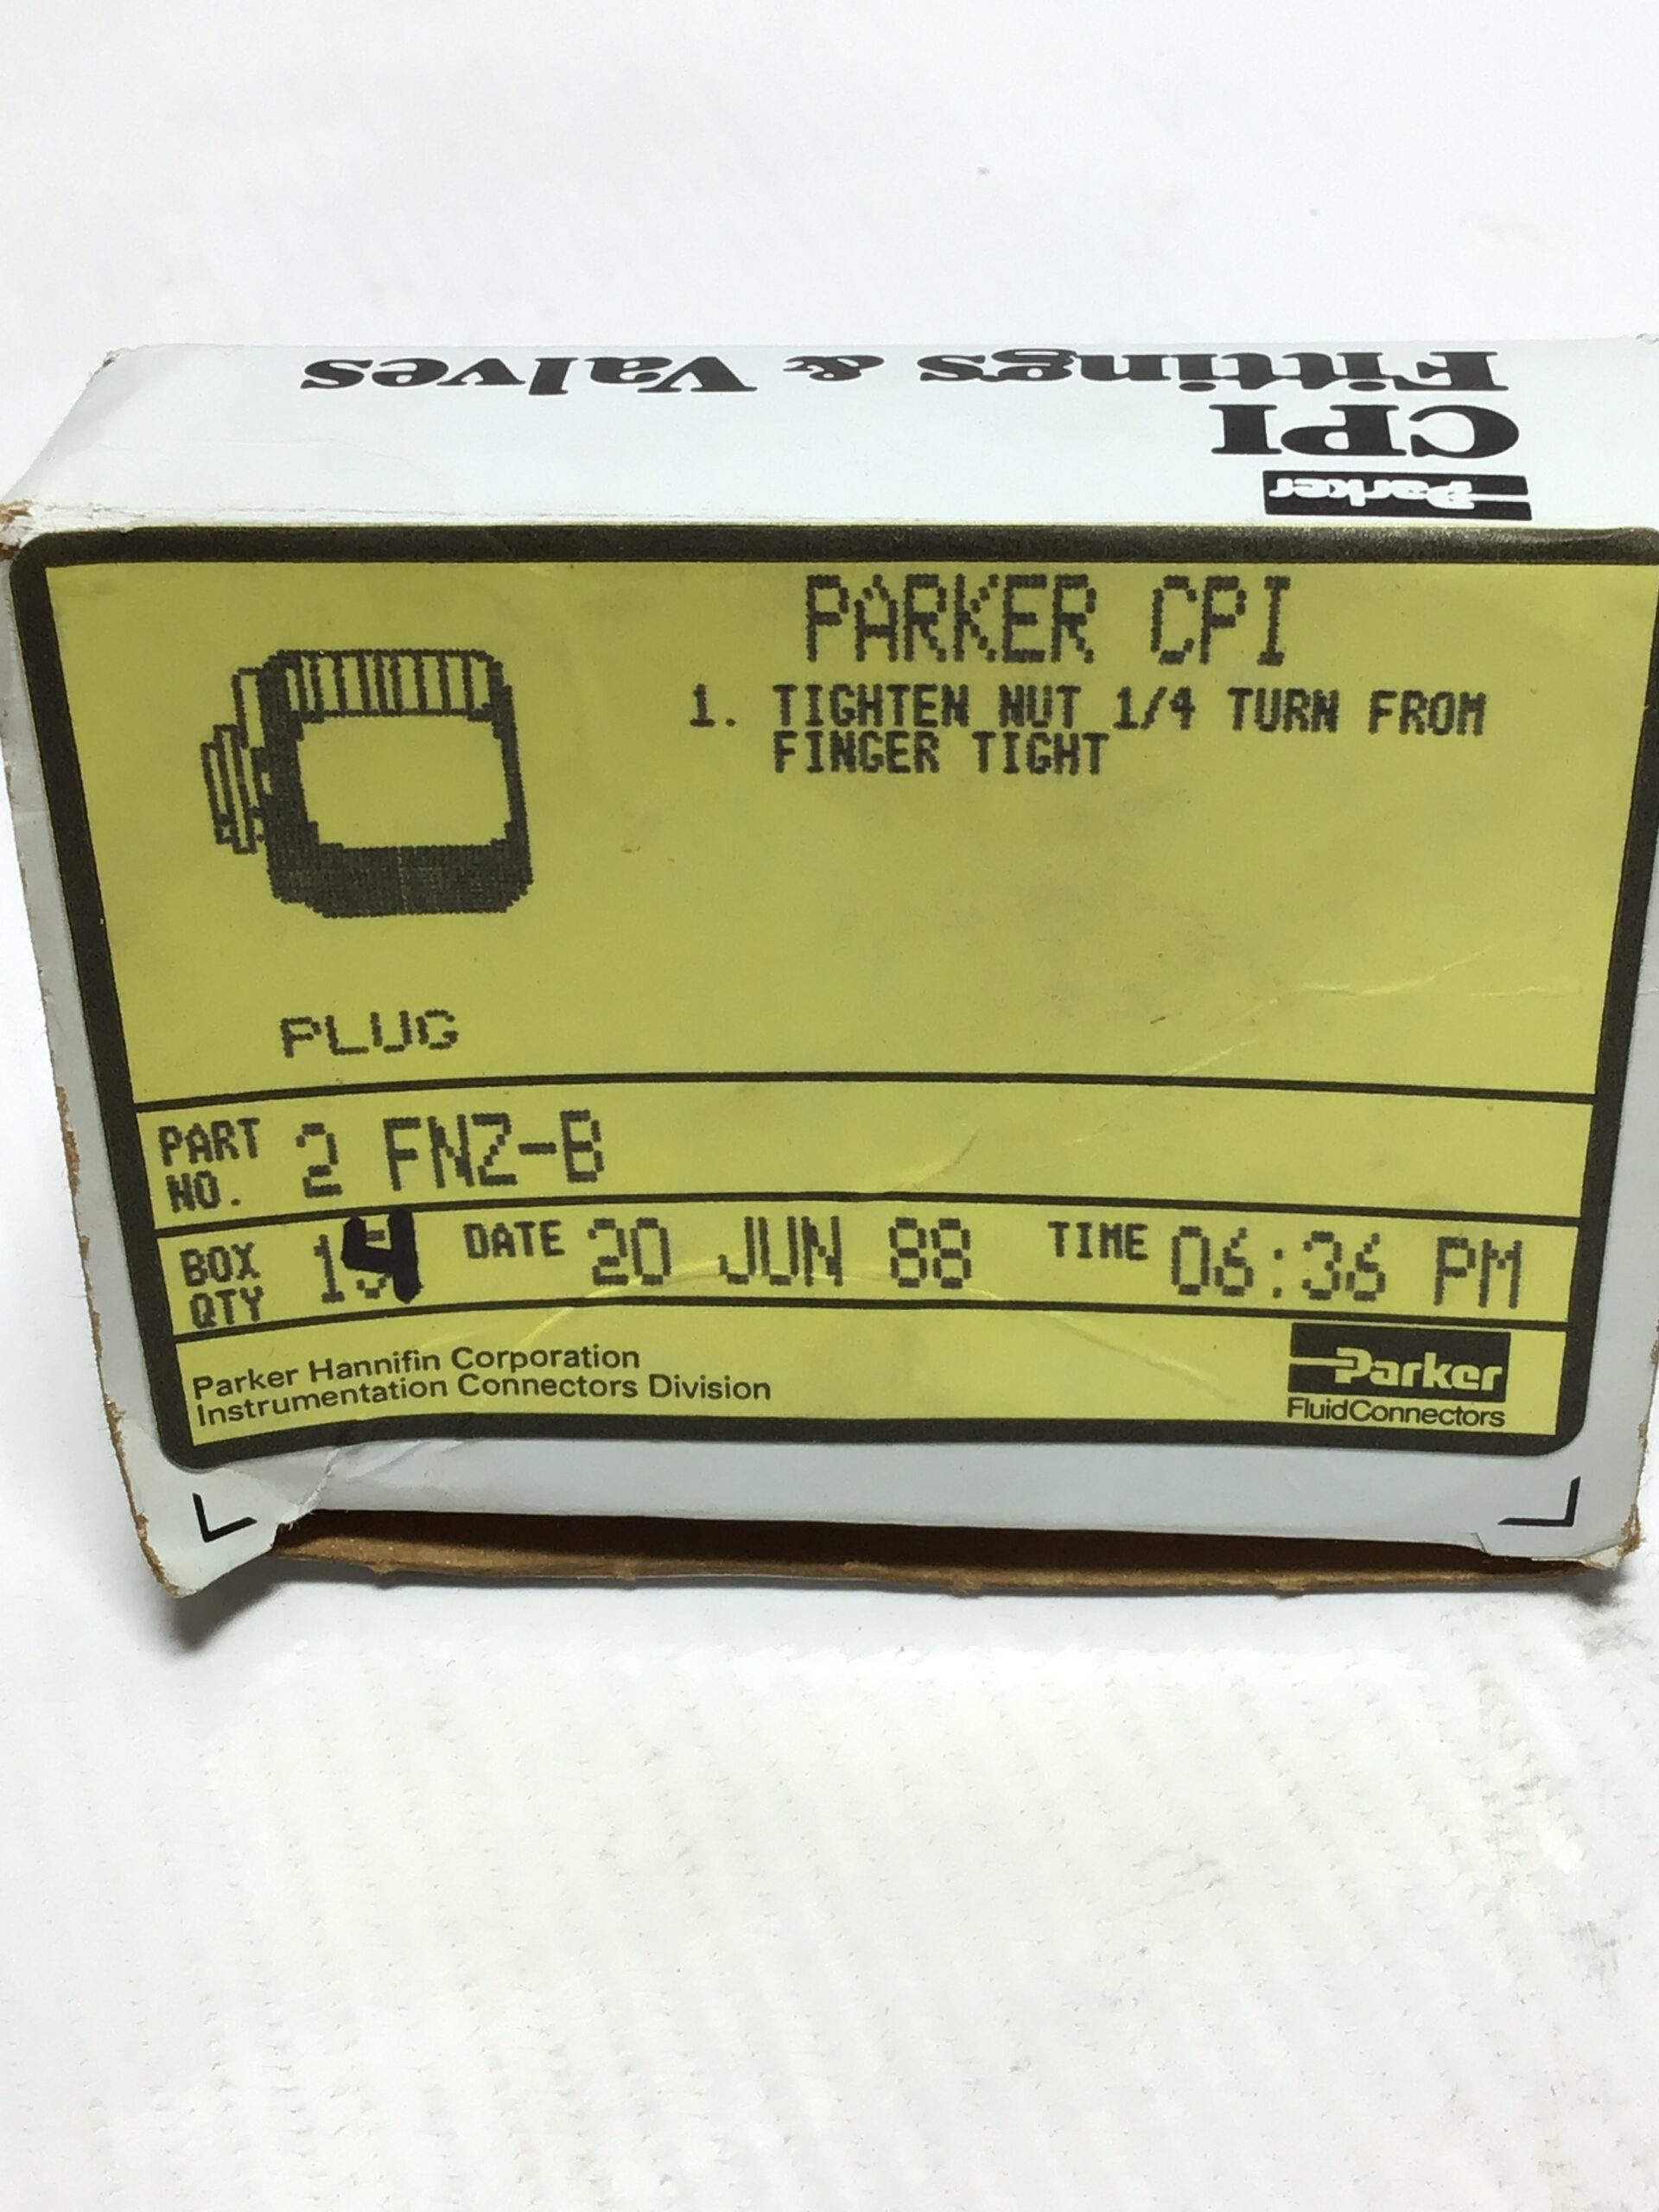 Parker
CPI
Fittings & Valves
PARKER CPI
1. TIGHTEN NUT 1/4 TURN FROM
FINGER TIGHT
PLUG
PART NO. 2 FNZ-B
BOX QTY 14 DATE 20 JUN 88 TIME 06:36 PM
Parker Hannifin Corporation
Instrumentation Connectors Division
Parker
FluidConnectors